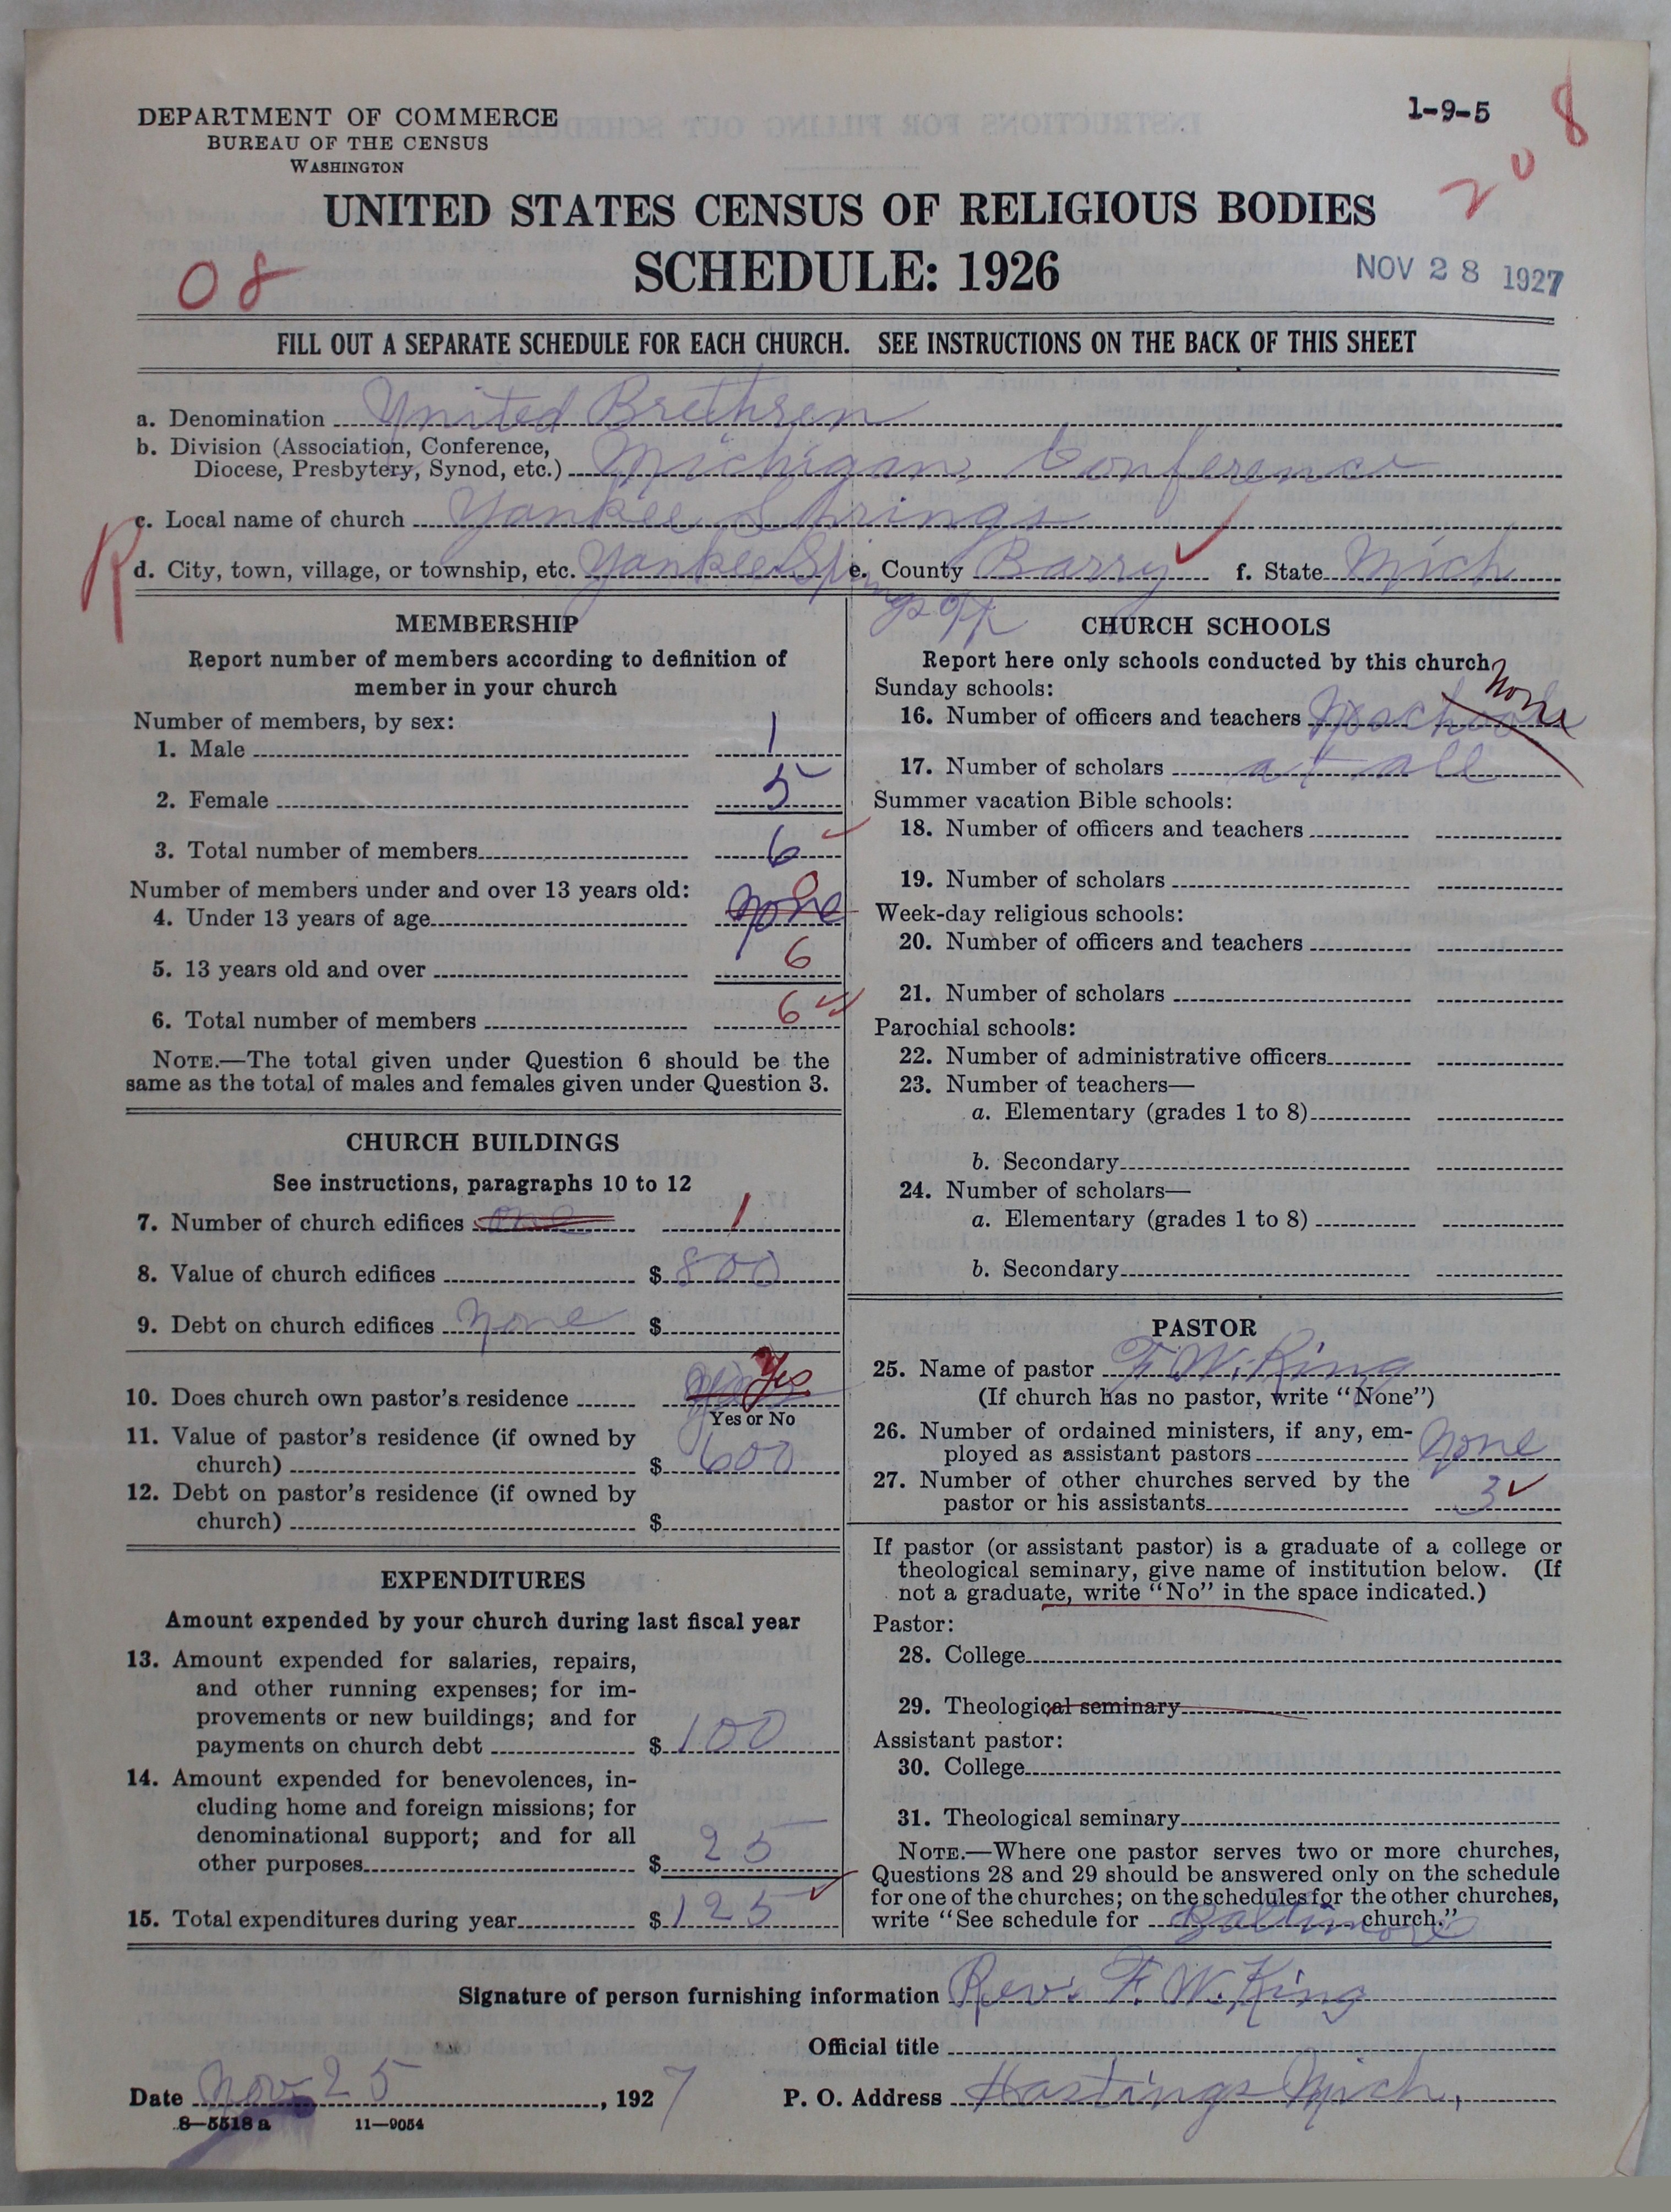 DEPARTMENT OF COMMERCE
BUREAU OF THE CENSUS
WASHINGTON
1-9-5
8
20
UNITED STATES CENSUS OF RELIGIOUS BODIES
SCHEDULE: 1926
08
NOV 28 1927
FILL OUT A SEPARATE SCHEDULE FOR EACH CHURCH. SEE INSTRUCTIONS ON THE BACK OF THIS SHEET
a. Denomination United Brethren
b. Division (Association, Conference,
Diocese, Presbytery, Synod, etc.) Michigan Conference
c. Local name of church Yankee Springs
R
d. City, town, village, or township, etc. Yankee Springs e. County Barry f. State Mich
MEMBERSHIP
Report number of members according to definition of
member in your church
Number of members, by sex:
1. Male 1
2. Female 5
3. Total number of members 6
Number of members under and over 13 years old:
4. Under 13 years of age none 0
5. 13 years old and over 6
6. Total number of members 6
NOTE.—The total given under Question 6 should be the
same as the total of males and females given under Question 3.
CHURCH BUILDINGS
See instructions, paragraphs 10 to 12
7. Number of church edifices one 1
8. Value of church edifices $ 800
9. Debt on church edifices none $
10. Does church own pastor's residence Yes
Yes or No
11. Value of pastor's residence (if owned by
church) $ 600
12. Debt on pastor's residence (if owned by
church) $
EXPENDITURES
Amount expended by your church during last fiscal year
13. Amount expended for salaries, repairs,
and other running expenses; for im-
provements or new buildings; and for
payments on church debt $ 100
14. Amount expended for benevolences, in-
cluding home and foreign missions; for
denominational support; and for all
other purposes $ 25
15. Total expenditures during year $ 125
CHURCH SCHOOLS
Report here only schools conducted by this church
Sunday schools:
16. Number of officers and teachers No school none
17. Number of scholars at all
Summer vacation Bible schools:
18. Number of officers and teachers
19. Number of scholars
Week-day religious schools:
20. Number of officers and teachers
21. Number of scholars
Parochial schools:
22. Number of administrative officers
23. Number of teachers—
a. Elementary (grades 1 to 8)
b. Secondary
24. Number of scholars—
a. Elementary (grades 1 to 8)
b. Secondary
PASTOR
25. Name of pastor F. W. King
(If church has no pastor, write "None")
26. Number of ordained ministers, if any, em-
ployed as assistant pastors none
27. Number of other churches served by the
pastor or his assistants 3
If pastor (or assistant pastor) is a graduate of a college or
theological seminary, give name of institution below. (If
not a graduate, write "No" in the space indicated.)
Pastor:
28. College
29. Theological seminary
Assistant pastor:
30. College
31. Theological seminary
NOTE.—Where one pastor serves two or more churches,
Questions 28 and 29 should be answered only on the schedule
for one of the churches; on the schedules for the other churches,
write "See schedule for Baltimore church."
Signature of person furnishing information Rev. F. W. King
Official title
Date Nov 25, 1927 P. O. Address Hastings Mich,
8—5518 a 11—9054